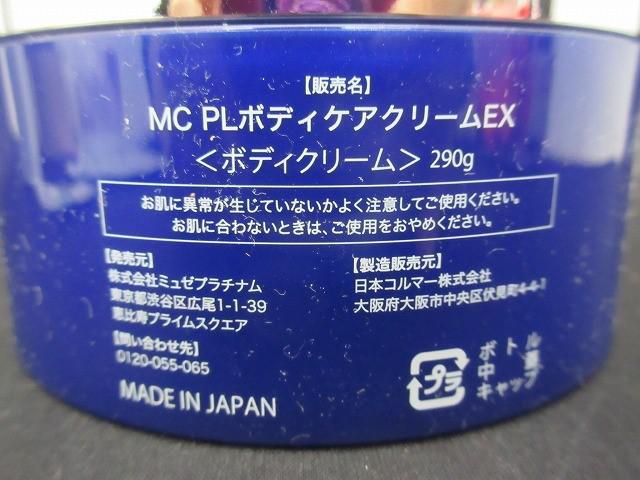 【販売名】
MC PLボディケアクリームEX
＜ボディクリーム＞ 290g
お肌に異常が生じていないかよく注意してご使用ください。
お肌に合わないときは、ご使用をおやめください。
【発売元】
株式会社ミュゼプラチナム
東京都渋谷区広尾1-1-39
恵比寿プライムスクエア
【問い合わせ先】
0120-055-065
MADE IN JAPAN
【製造販売元】
日本コルマー株式会社
大阪府大阪市中央区伏見町4-4-1
プラ
ボトル
中蓋
キャップ